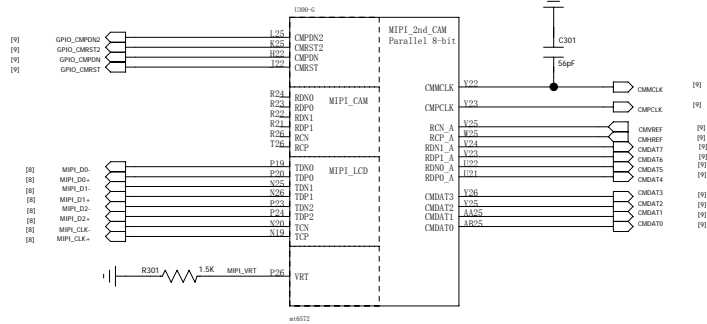 U300-G
MIPI_2nd_CAM
Parallel 8-bit
C301
56pF
[9] GPIO_CMPDN2 L25 CMPDN2
[9] GPIO_CMRST2 K25 CMRST2
[9] GPIO_CMPDN H22 CMPDN
[9] GPIO_CMRST J22 CMRST
CMMCLK Y22 CMMCLK [9]
CMPCLK Y23 CMPCLK [9]
MIPI_CAM
R24 RDN0
R23 RDP0
R22 RDN1
R21 RDP1
R26 RCN
T26 RCP
RCN_A V25 CMVREF [9]
RCP_A W25 CMHREF [9]
RDN1_A V24 CMDAT7 [9]
RDP1_A V23 CMDAT6 [9]
RDN0_A U22 CMDAT5 [9]
RDP0_A U21 CMDAT4 [9]
MIPI_LCD
[8] MIPI_D0- P19 TDN0
[8] MIPI_D0+ P20 TDP0
[8] MIPI_D1- N25 TDN1
[8] MIPI_D1+ N26 TDP1
[8] MIPI_D2- P23 TDN2
[8] MIPI_D2+ P24 TDP2
[8] MIPI_CLK- N20 TCN
[8] MIPI_CLK+ N19 TCP
CMDAT3 Y26 CMDAT3 [9]
CMDAT2 Y25 CMDAT2 [9]
CMDAT1 AA25 CMDAT1 [9]
CMDAT0 AB25 CMDAT0 [9]
R301 1.5K MIPI_VRT P26 VRT
mt6572